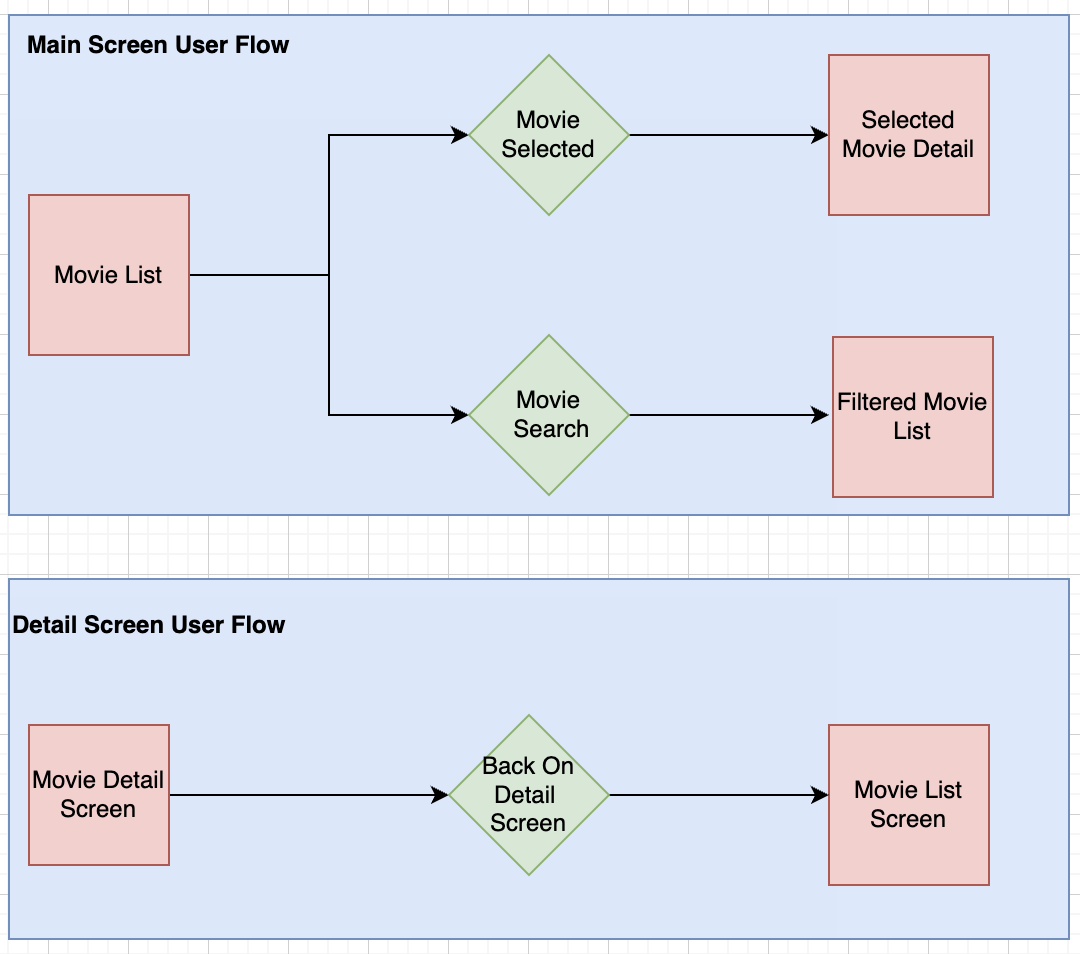 Main Screen User Flow
Movie
Selected
Selected
Movie Detail
Movie List
Movie
Search
Filtered Movie
List
Detail Screen User Flow
Movie Detail
Screen
Back On
Detail
Screen
Movie List
Screen